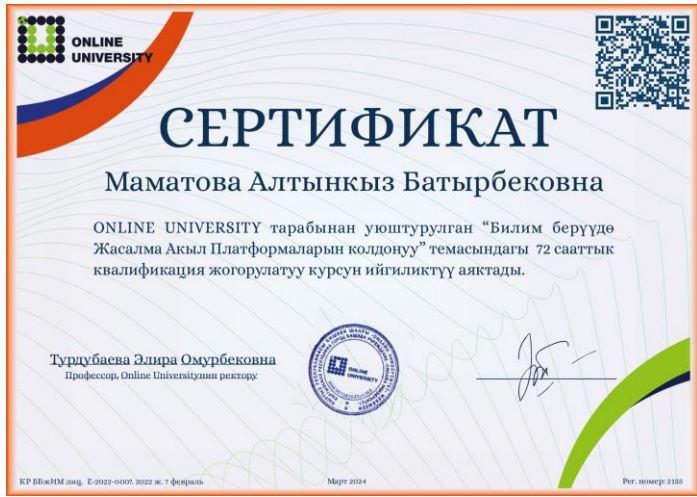 ONLINE
UNIVERSITY
СЕРТИФИКАТ
Маматова Алтынкыз Батырбековна
ONLINE UNIVERSITY тарабынан уюштурулган “Билим берүүдө
Жасалма Акыл Платформаларын колдонуу” темасындагы 72 сааттык
квалификация жогорулатуу курсун ийгиликтүү аяктады.
Турдубаева Элира Омурбековна
Профессор, Online Universityнин ректору.
ONLINE
UNIVERSITY
КР ББжИМ лиц. Е-2022-0007. 2022 ж. 7 февраль
Март 2024
Рег. номер: 2155